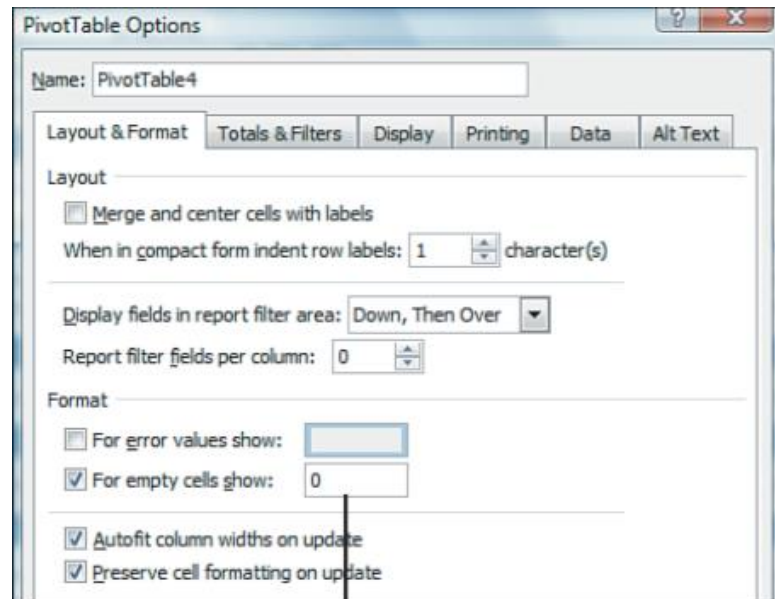 PivotTable Options
Name: PivotTable4
Layout & Format Totals & Filters Display Printing Data Alt Text
Layout
Merge and center cells with labels
When in compact form indent row labels: 1 character(s)
Display fields in report filter area: Down, Then Over
Report filter fields per column: 0
Format
For error values show:
For empty cells show: 0
Autofit column widths on update
Preserve cell formatting on update